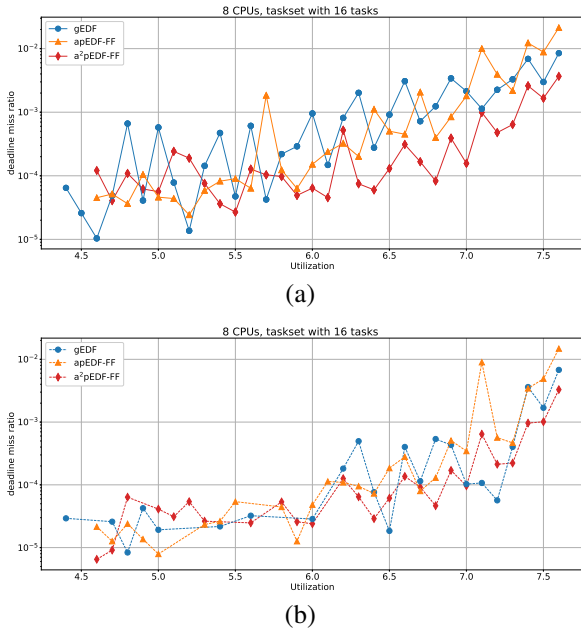 8 CPUs, taskset with 16 tasks
gEDF
apEDF-FF
a²pEDF-FF
deadline miss ratio
10⁻²
10⁻³
10⁻⁴
10⁻⁵
4.5 5.0 5.5 6.0 6.5 7.0 7.5
Utilization
(a)
8 CPUs, taskset with 16 tasks
gEDF
apEDF-FF
a²pEDF-FF
deadline miss ratio
10⁻²
10⁻³
10⁻⁴
10⁻⁵
4.5 5.0 5.5 6.0 6.5 7.0 7.5
Utilization
(b)